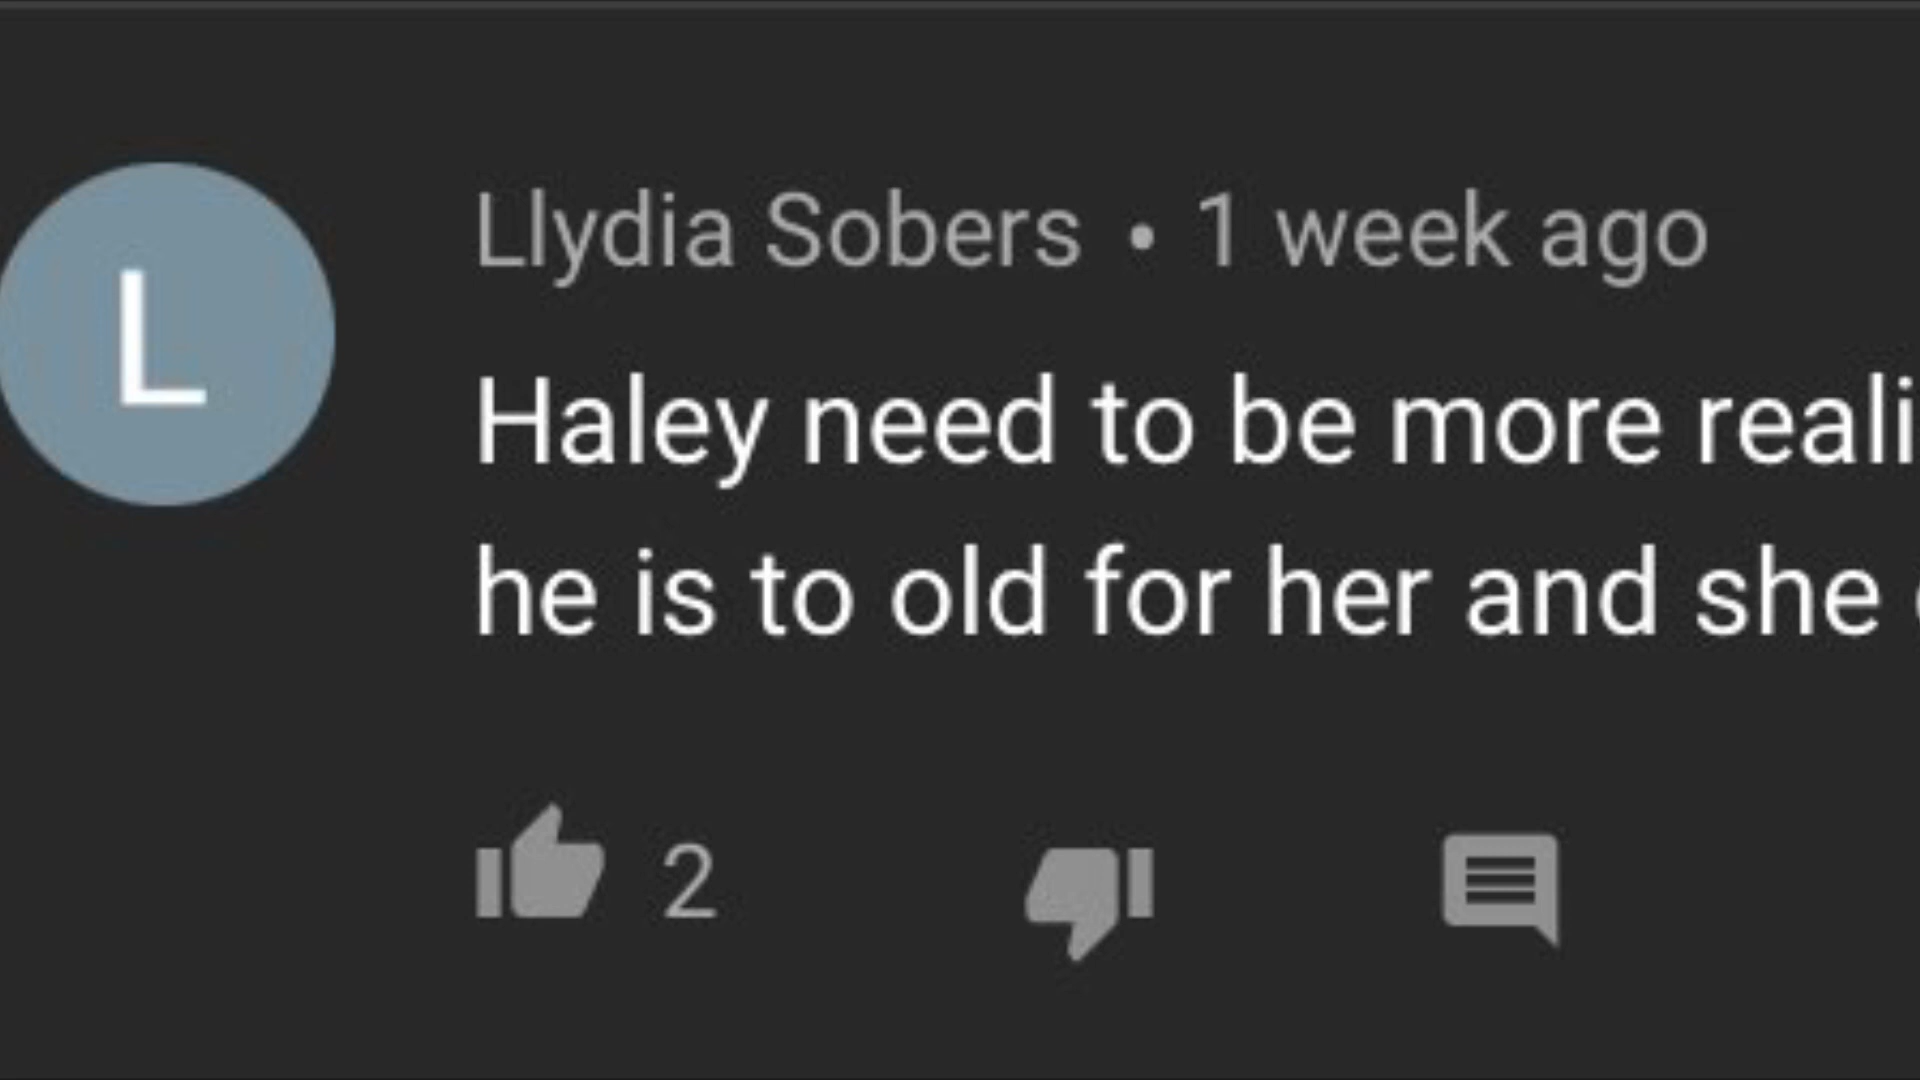 L
Llydia Sobers • 1 week ago
Haley need to be more
he is to old for her and she
2